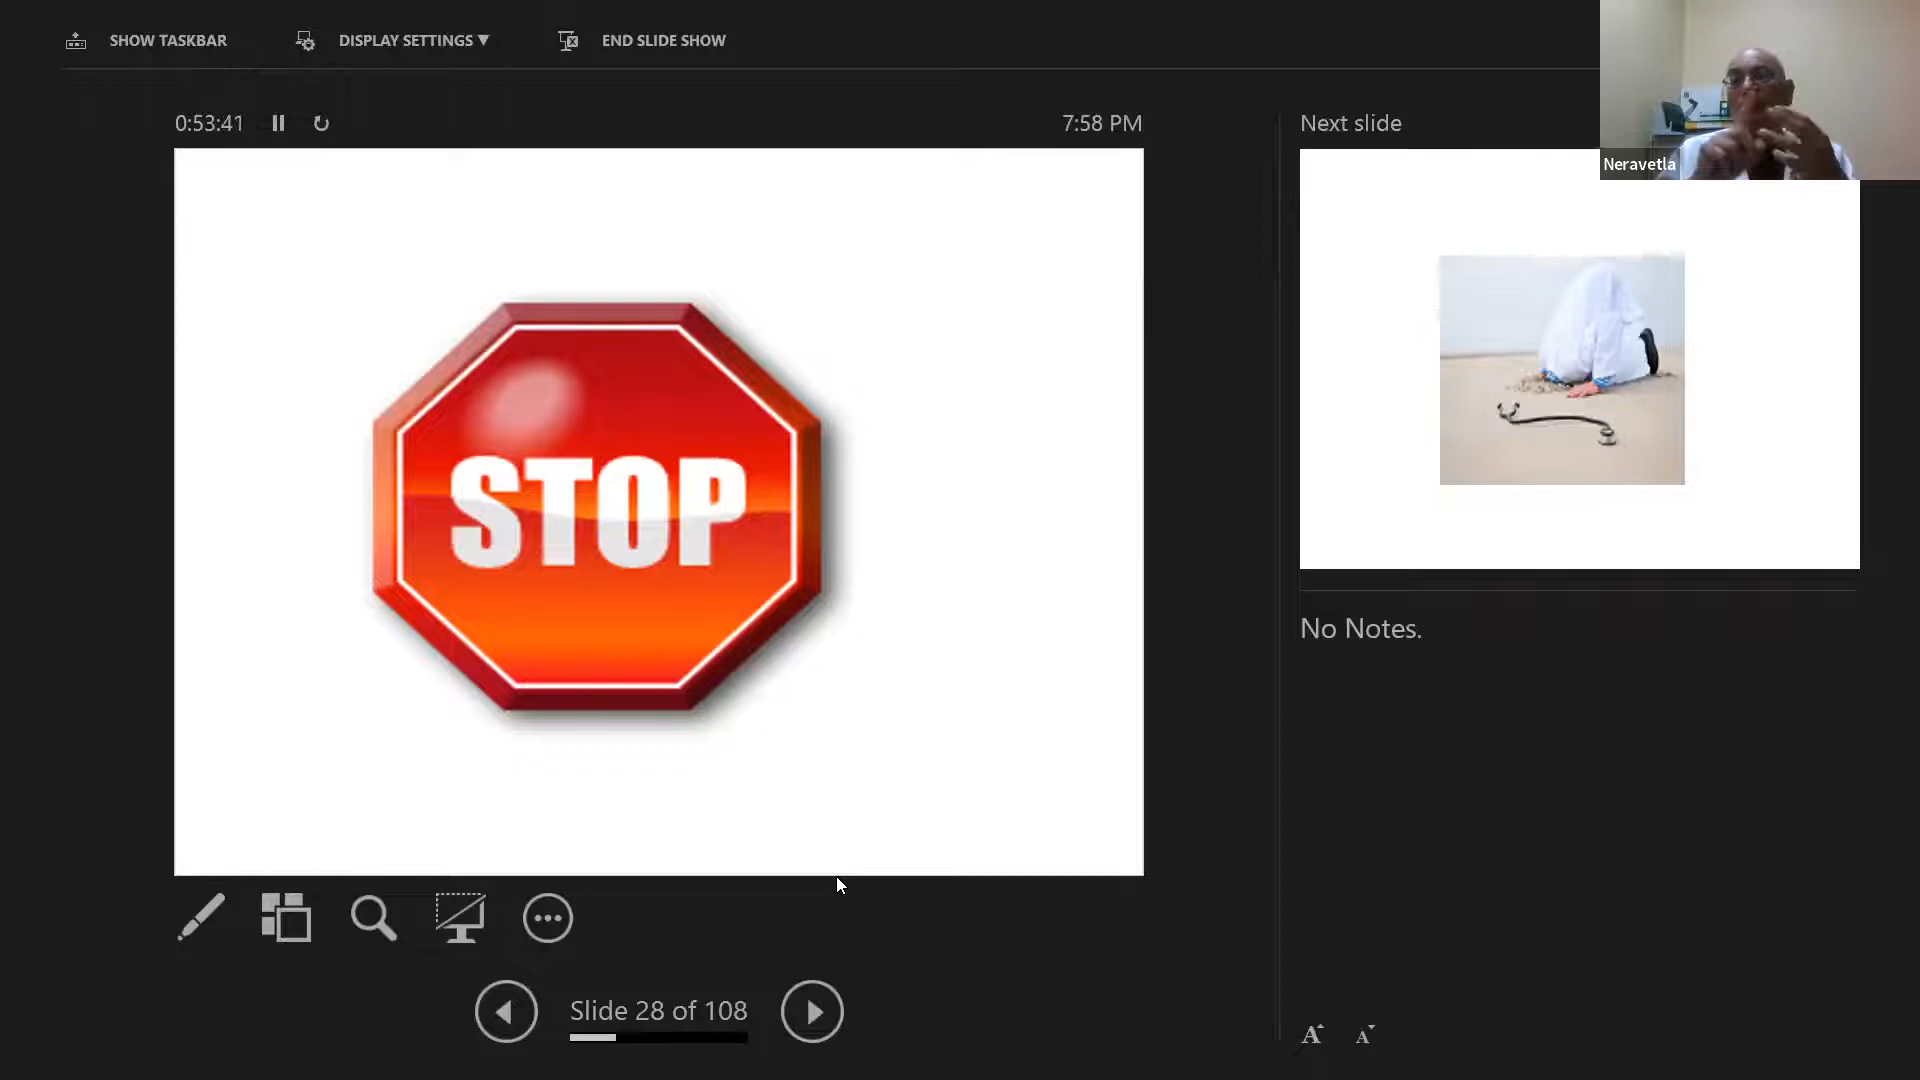 SHOW TASKBAR DISPLAY SETTINGS ▼ END SLIDE SHOW
0:53:41 7:58 PM
Next slide
Neravetla
STOP
No Notes.
Slide 28 of 108
A A